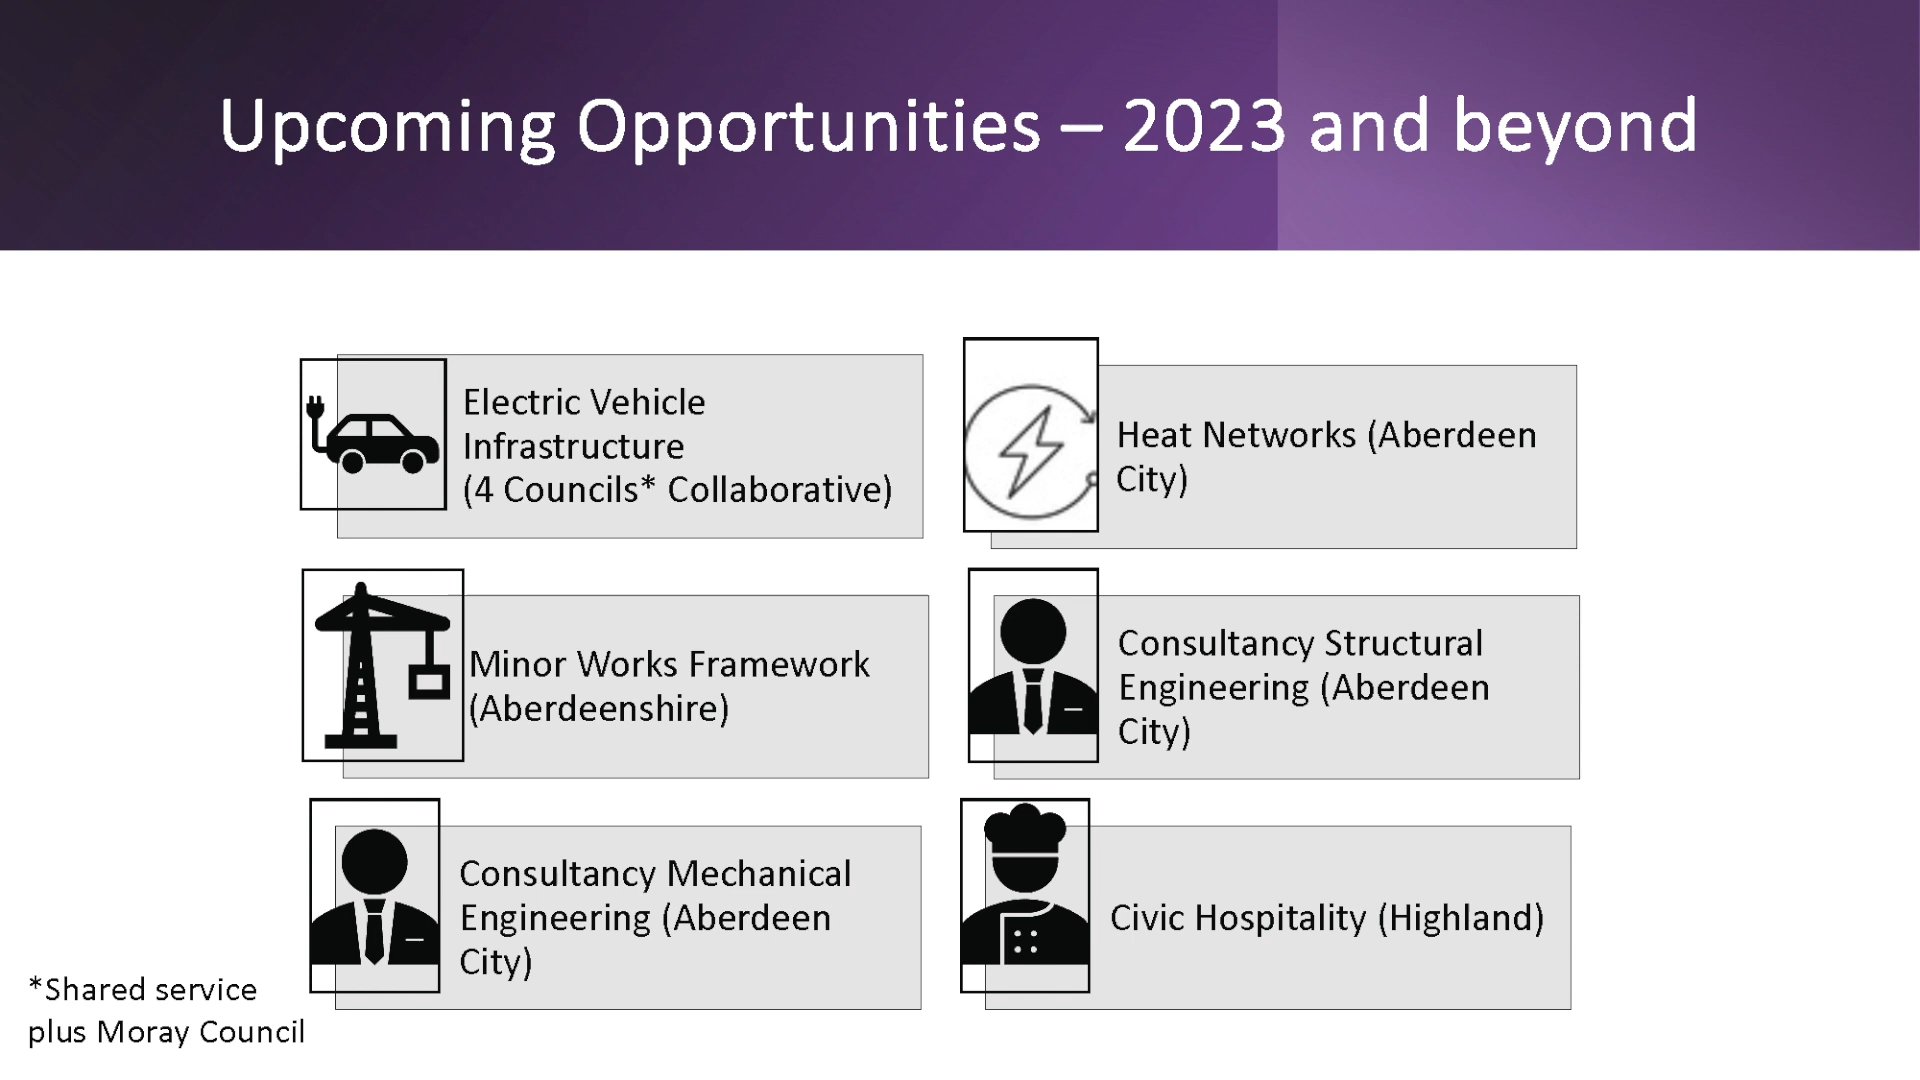 Upcoming Opportunities – 2023 and beyond
Electric Vehicle
Infrastructure
(4 Councils* Collaborative)
Heat Networks (Aberdeen
City)
Minor Works Framework
(Aberdeenshire)
Consultancy Structural
Engineering (Aberdeen
City)
Consultancy Mechanical
Engineering (Aberdeen
City)
Civic Hospitality (Highland)
*Shared service
plus Moray Council